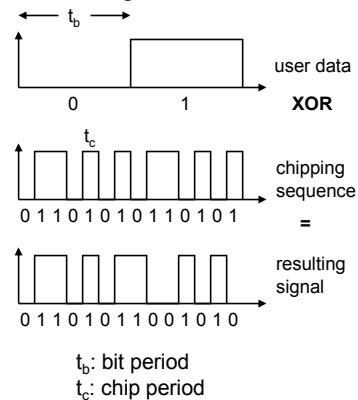 t_b
user data
0 1 XOR
t_c
chipping
sequence
0 1 1 0 1 0 1 0 1 1 0 1 0 1 =
resulting
signal
0 1 1 0 1 0 1 1 0 0 1 0 1 0
t_b: bit period
t_c: chip period